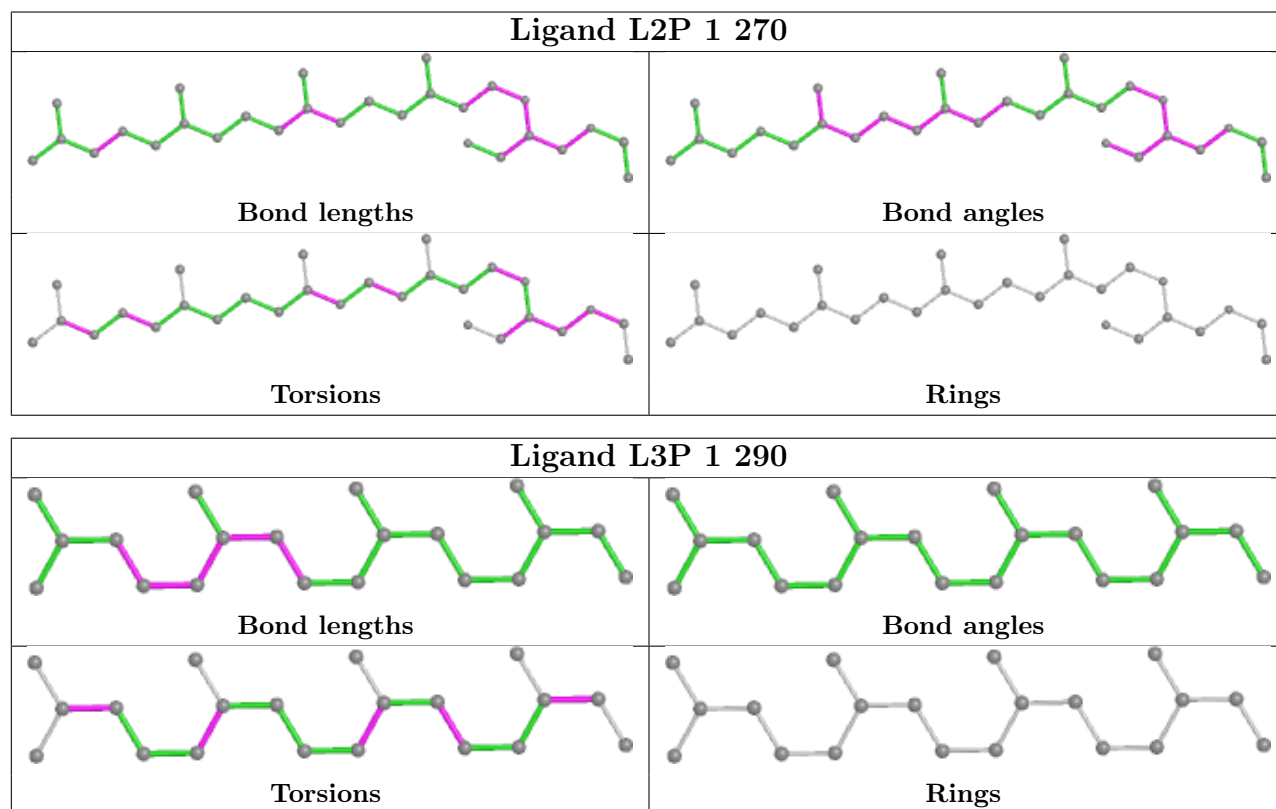 Ligand L2P 1 270
Bond lengths
Bond angles
Torsions
Rings
Ligand L3P 1 290
Bond lengths
Bond angles
Torsions
Rings